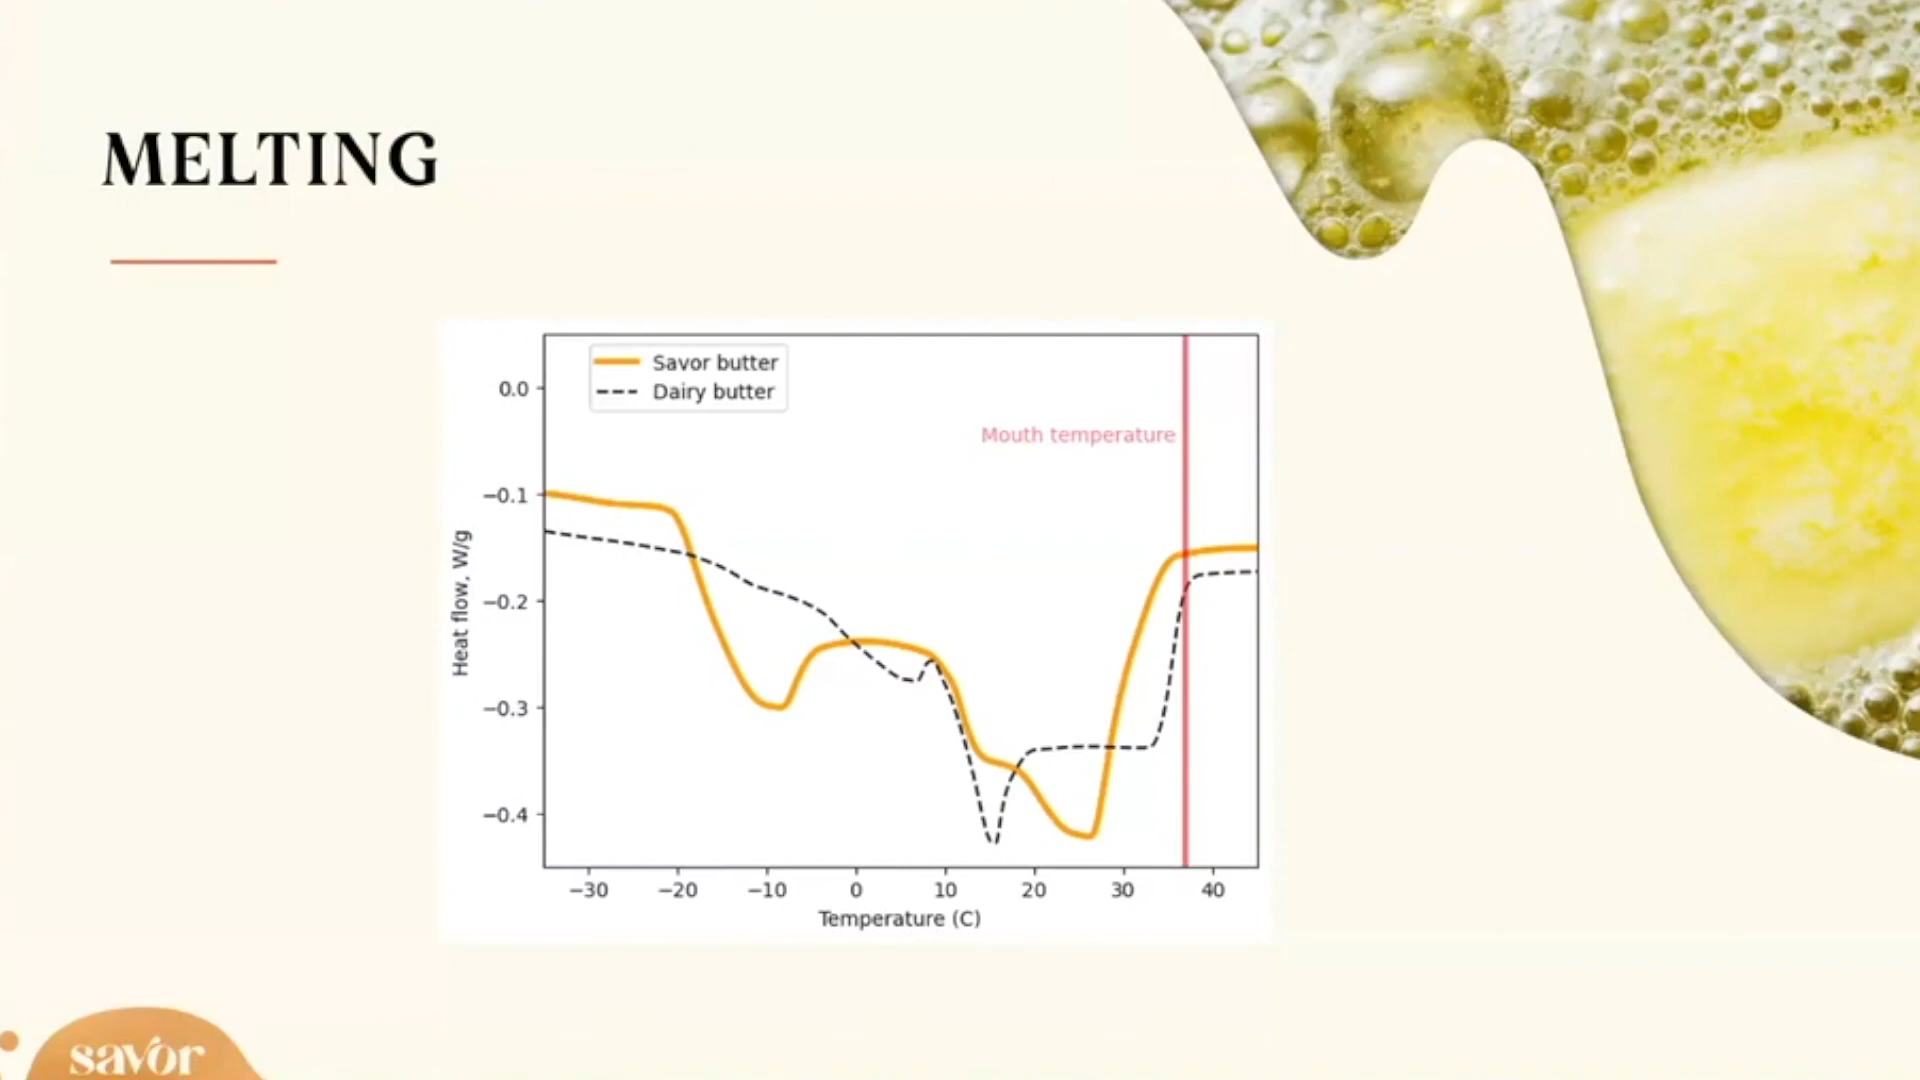 MELTING
Savor butter
Dairy butter
Mouth temperature
0.0
−0.1
−0.2
−0.3
−0.4
Heat flow, W/g
−30 −20 −10 0 10 20 30 40
Temperature (C)
savor